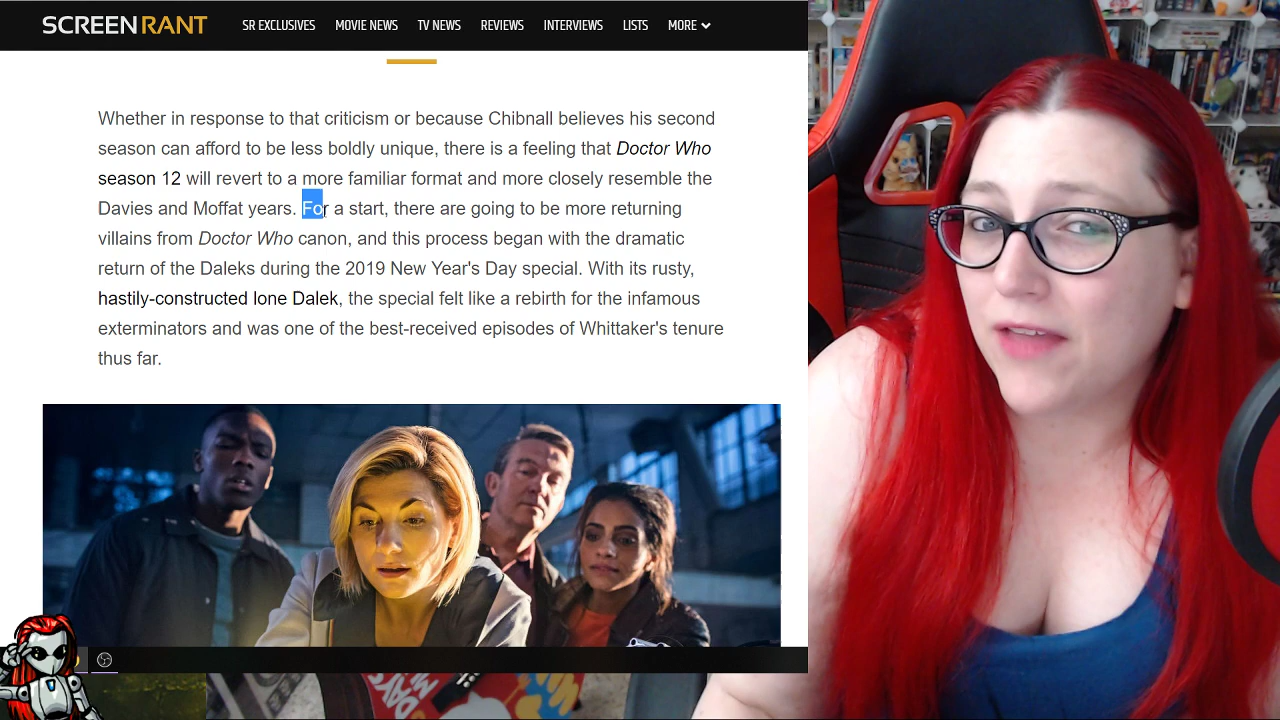 SCREENRANT SR EXCLUSIVES MOVIE NEWS TV NEWS REVIEWS INTERVIEWS LISTS MORE
Whether in response to that criticism or because Chibnall believes his second
season can afford to be less boldly unique, there is a feeling that Doctor Who
season 12 will revert to a more familiar format and more closely resemble the
Davies and Moffat years. For a start, there are going to be more returning
villains from Doctor Who canon, and this process began with the dramatic
return of the Daleks during the 2019 New Year's Day special. With its rusty,
hastily-constructed lone Dalek, the special felt like a rebirth for the infamous
exterminators and was one of the best-received episodes of Whittaker's tenure
thus far.